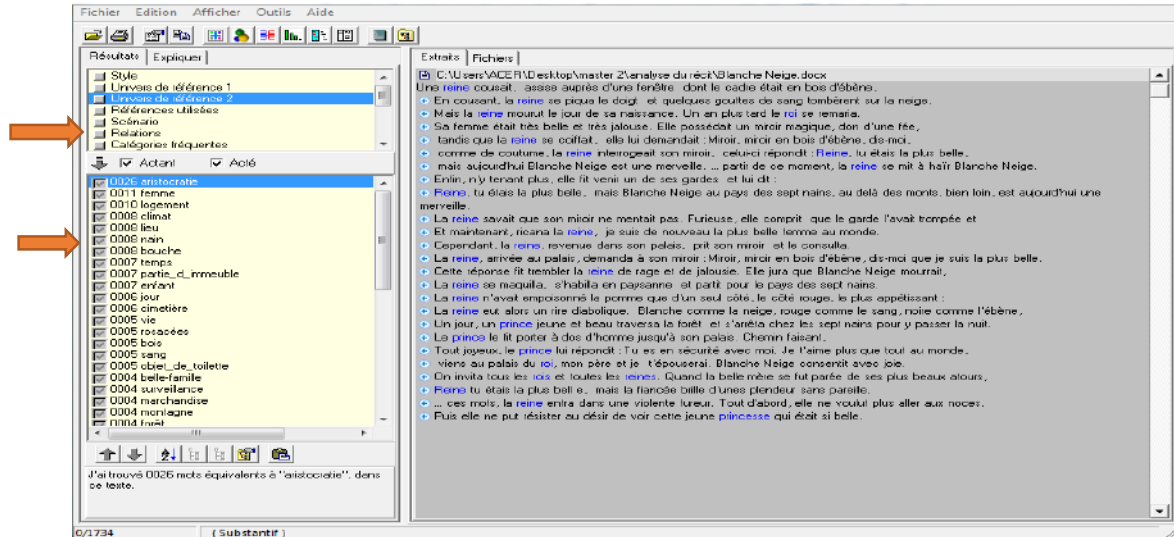 Fichier Edition Afficher Outils Aide
Résultats Expliquer
Style
Univers de référence 1
Univers de référence 2
Références utilisées
Scénario
Relations
Catégories fréquentes
Actant Acté
0026 aristocratie
0011 femme
0010 logement
0008 climat
0008 lieu
0008 nain
0008 bouche
0007 temps
0007 partie_d_immeuble
0007 enfant
0006 jour
0006 cimetière
0005 vie
0005 rosacées
0005 bois
0005 sang
0005 objet_de_toilette
0004 belle-famille
0004 surveillance
0004 marchandise
0004 montagne
0004 forêt
J'ai trouvé 0026 mots équivalents à "aristocratie", dans
ce texte.
0/1734 ( Substantif )
Extraits Fichiers
C:\Users\ACER\Desktop\master 2\analyse du récit\Blanche Neige.docx
Une reine cousait, assise auprès d'une fenêtre dont le cadre était en bois d'ébène,
En cousant, la reine se piqua le doigt et quelques gouttes de sang tombèrent sur la neige.
Mais la reine mourut le jour de sa naissance. Un an plus tard le roi se remaria.
Sa femme était très belle et très jalouse. Elle possédait un miroir magique, don d'une fée,
tandis que la reine se coiffait, elle lui demandait : Miroir, miroir en bois d'ébène, dis-moi,
comme de coutume, la reine interrogeait son miroir, celui-ci répondit : Reine, tu étais la plus belle,
mais aujourd'hui Blanche Neige est une merveille. ... partir de ce moment, la reine se mit à haïr Blanche Neige.
Enfin, n'y tenant plus, elle fit venir un de ses gardes et lui dit :
Reine, tu étais la plus belle, mais Blanche Neige au pays des sept nains, au delà des monts, bien loin, est aujourd'hui une
merveille.
La reine savait que son miroir ne mentait pas. Furieuse, elle comprit que le garde l'avait trompée et
Et maintenant, ricana la reine, je suis de nouveau la plus belle femme au monde.
Cependant, la reine, revenue dans son palais, prit son miroir et le consulta.
La reine, arrivée au palais, demanda à son miroir : Miroir, miroir en bois d'ébène, dis-moi que je suis la plus belle.
Cette réponse fit trembler la reine de rage et de jalousie. Elle jura que Blanche Neige mourrait,
La reine se maquilla, s'habilla en paysanne et partit pour le pays des sept nains.
La reine n'avait empoisonné la pomme que d'un seul côté, le côté rouge, le plus appétissant :
La reine eut alors un rire diabolique. Blanche comme la neige, rouge comme le sang, noire comme l'ébène,
Un jour, un prince jeune et beau traversa la forêt et s'arrêta chez les sept nains pour y passer la nuit.
Le prince le fit porter à dos d'homme jusqu'à son palais. Chemin faisant,
Tout joyeux, le prince lui répondit : Tu es en sécurité avec moi. Je t'aime plus que tout au monde,
viens au palais du roi, mon père et je t'épouserai. Blanche Neige consentit avec joie.
On invita tous les rois et toutes les reines. Quand la belle mère se fut parée de ses plus beaux atours,
Reine tu étais la plus bell e, mais la fiancée brille d'unes plendeur sans pareille.
... ces mots, la reine entra dans une violente fureur. Tout d'abord, elle ne voulut plus aller aux noces.
Puis elle ne put résister au désir de voir cette jeune princesse qui était si belle.